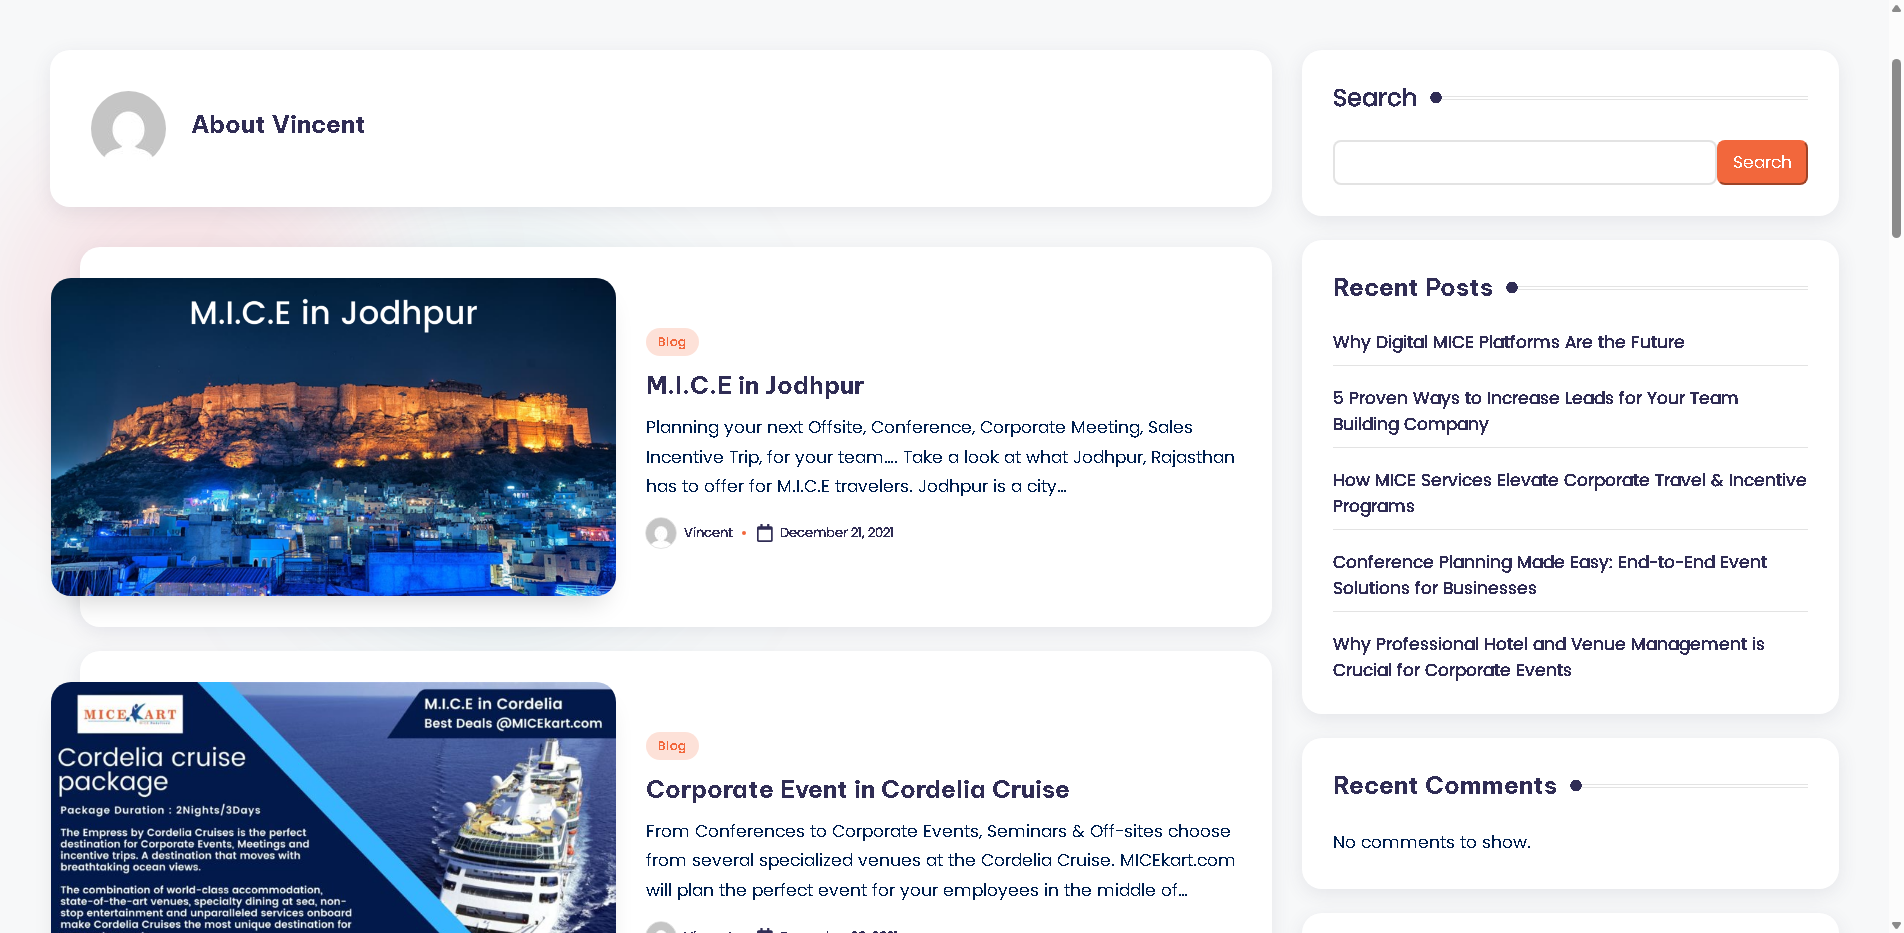 About Vincent
M.I.C.E in Jodhpur
Blog
M.I.C.E in Jodhpur
Planning your next Offsite, Conference, Corporate Meeting, Sales
Incentive Trip, for your team.... Take a look at what Jodhpur, Rajasthan
has to offer for M.I.C.E travelers. Jodhpur is a city...
Vincent • December 21, 2021
MICEKART
M.I.C.E in Cordelia
Best Deals @MICEkart.com
Cordelia cruise
package
Package Duration : 2Nights/3Days
The Empress by Cordelia Cruises is the perfect
destination for Corporate Events, Meetings and
incentive trips. A destination that moves with
breathtaking ocean views.
The combination of world-class accommodation,
state-of-the-art venues, specialty dining at sea, non-
stop entertainment and unparalleled services onboard
make Cordelia Cruises the most unique destination for
Blog
Corporate Event in Cordelia Cruise
From Conferences to Corporate Events, Seminars & Off-sites choose
from several specialized venues at the Cordelia Cruise. MICEkart.com
will plan the perfect event for your employees in the middle of...
Search
Search
Recent Posts
Why Digital MICE Platforms Are the Future
5 Proven Ways to Increase Leads for Your Team
Building Company
How MICE Services Elevate Corporate Travel & Incentive
Programs
Conference Planning Made Easy: End-to-End Event
Solutions for Businesses
Why Professional Hotel and Venue Management is
Crucial for Corporate Events
Recent Comments
No comments to show.